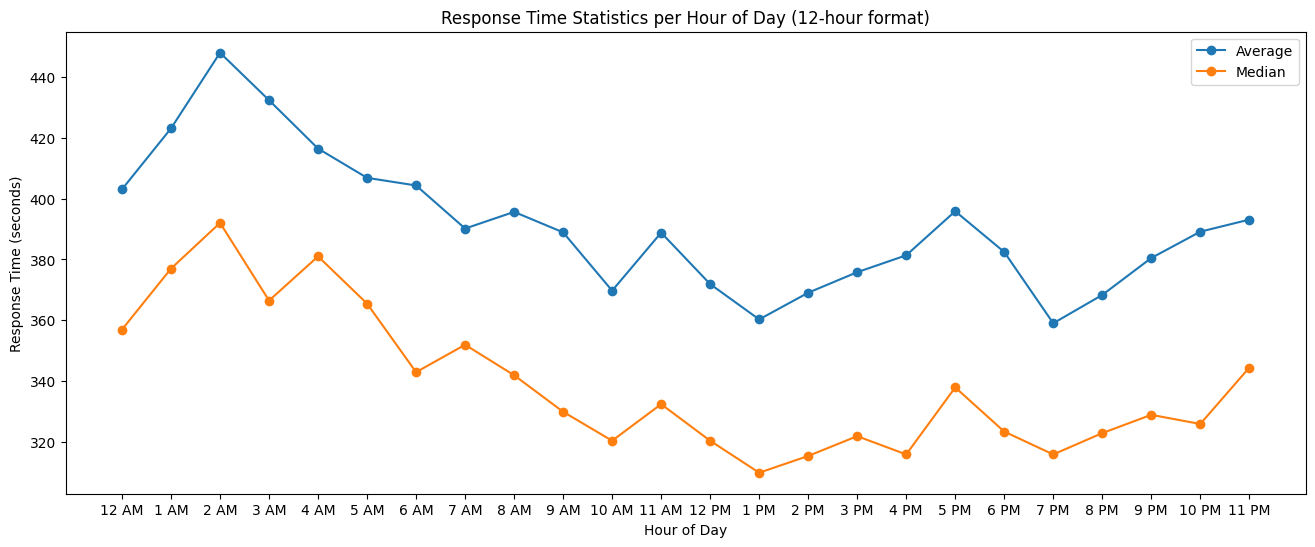 Response Time Statistics per Hour of Day (12-hour format)
Average
Median
Response Time (seconds)
440
420
400
380
360
340
320
12 AM 1 AM 2 AM 3 AM 4 AM 5 AM 6 AM 7 AM 8 AM 9 AM 10 AM 11 AM 12 PM 1 PM 2 PM 3 PM 4 PM 5 PM 6 PM 7 PM 8 PM 9 PM 10 PM 11 PM
Hour of Day